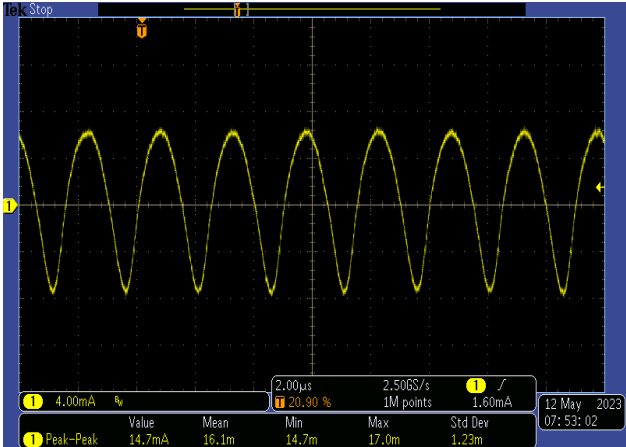 Tek Stop
T
T
1
2.00µs 2.50GS/s 1 ∫
1 4.00mA BW T 20.90 % 1M points 1.60mA
12 May 2023
07:53:02
Value Mean Min Max Std Dev
1 Peak-Peak 14.7mA 16.1m 14.7m 17.0m 1.23m